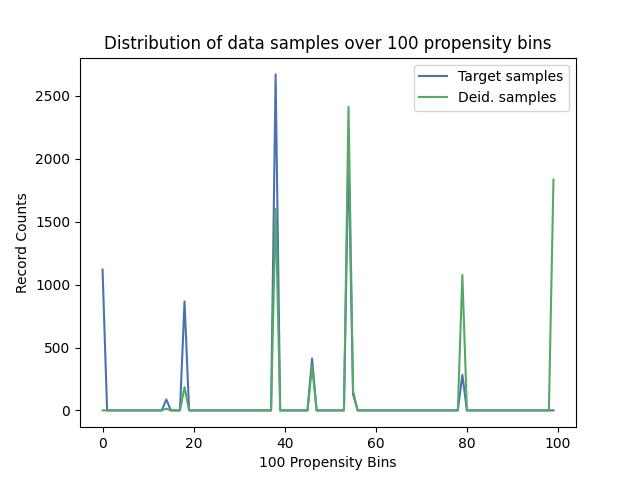 Distribution of data samples over 100 propensity bins
Target samples
Deid. samples
2500
2000
1500
1000
500
0
Record Counts
0 20 40 60 80 100
100 Propensity Bins